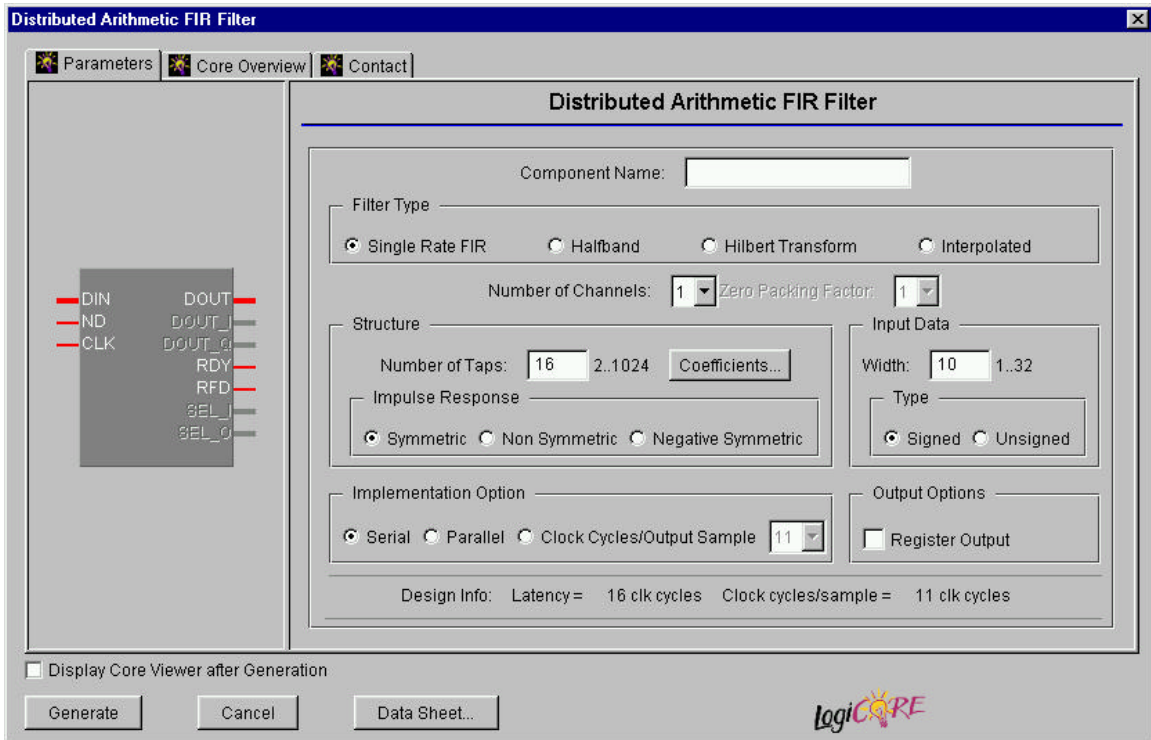 Distributed Arithmetic FIR Filter
Parameters Core Overview Contact
Distributed Arithmetic FIR Filter
Component Name:
Filter Type
Single Rate FIR Halfband Hilbert Transform Interpolated
Number of Channels: 1 Zero Packing Factor: 1
DIN DOUT
ND DOUT_I
CLK DOUT_Q
RDY
RFD
SEL_I
SEL_O
Structure
Number of Taps: 16 2..1024 Coefficients...
Impulse Response
Symmetric Non Symmetric Negative Symmetric
Input Data
Width: 10 1..32
Type
Signed Unsigned
Implementation Option
Serial Parallel Clock Cycles/Output Sample 11
Output Options
Register Output
Design Info: Latency = 16 clk cycles Clock cycles/sample = 11 clk cycles
Display Core Viewer after Generation
Generate Cancel Data Sheet...
LogiCORE